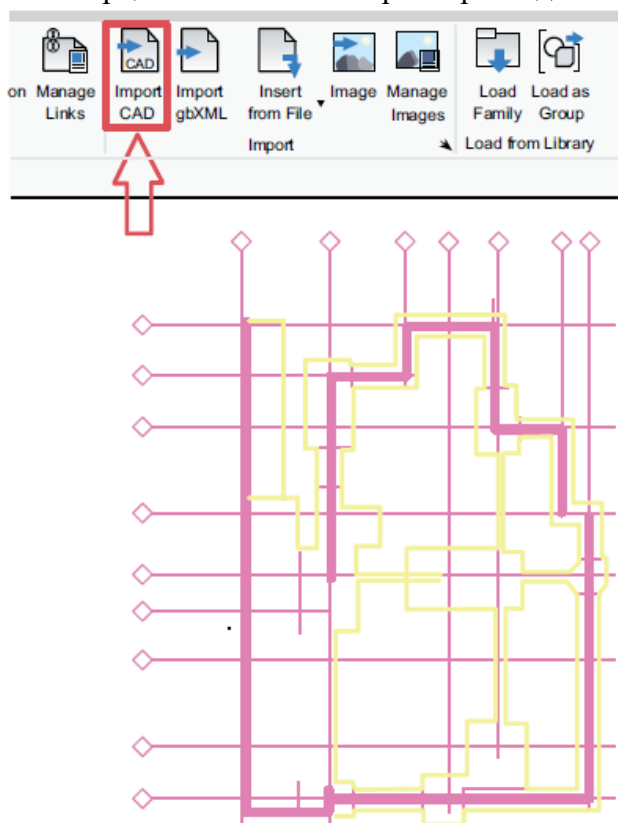 on Manage Links
Import CAD
CAD
Import gbXML
Insert from File
Image
Manage Images
Load Family
Load as Group
Import
Load from Library